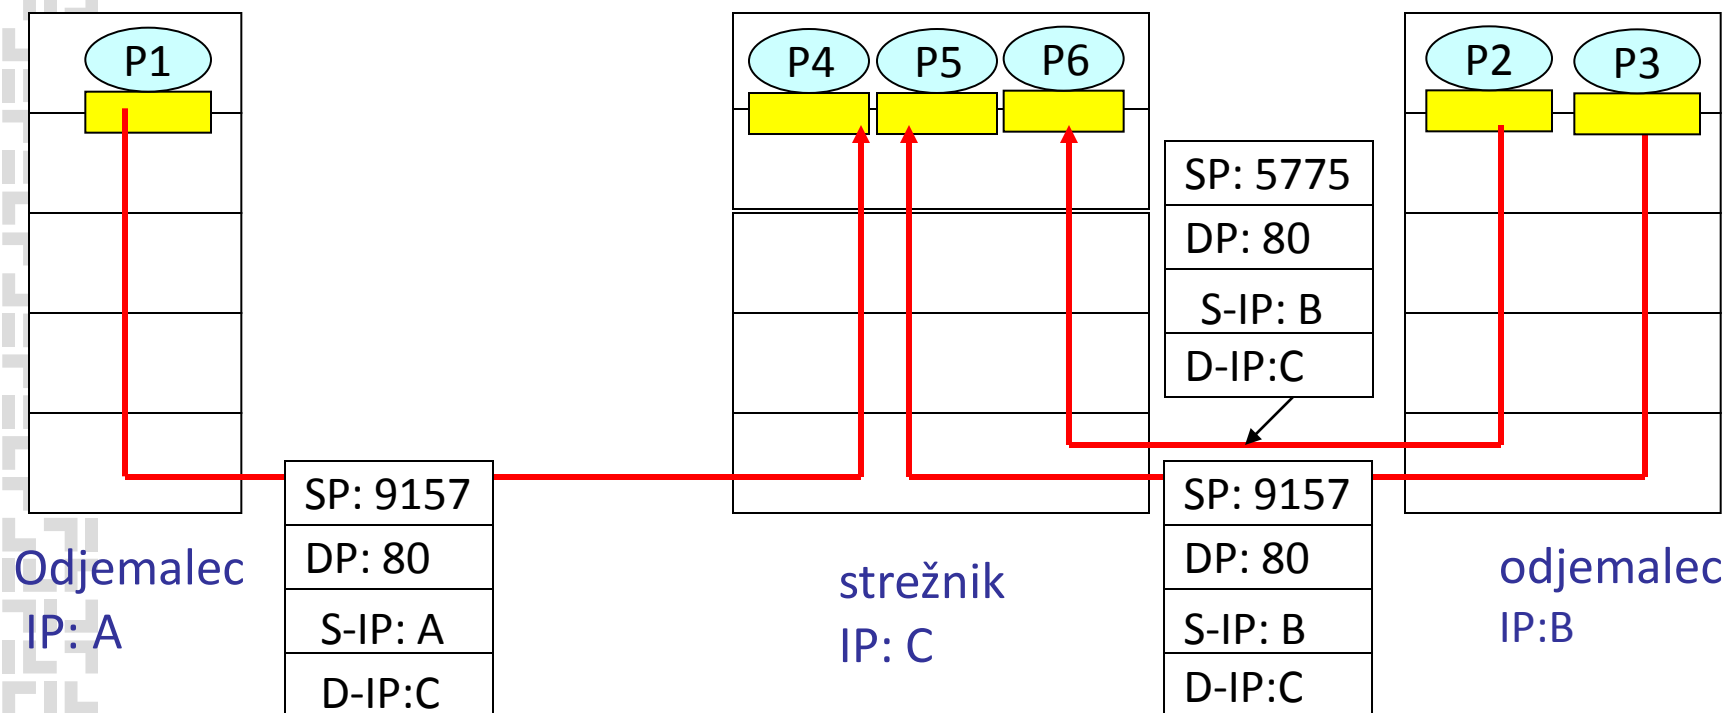 P1
P4
P5
P6
P2
P3
SP: 5775
DP: 80
S-IP: B
D-IP:C
SP: 9157
DP: 80
S-IP: A
D-IP:C
SP: 9157
DP: 80
S-IP: B
D-IP:C
Odjemalec
IP: A
strežnik
IP: C
odjemalec
IP:B